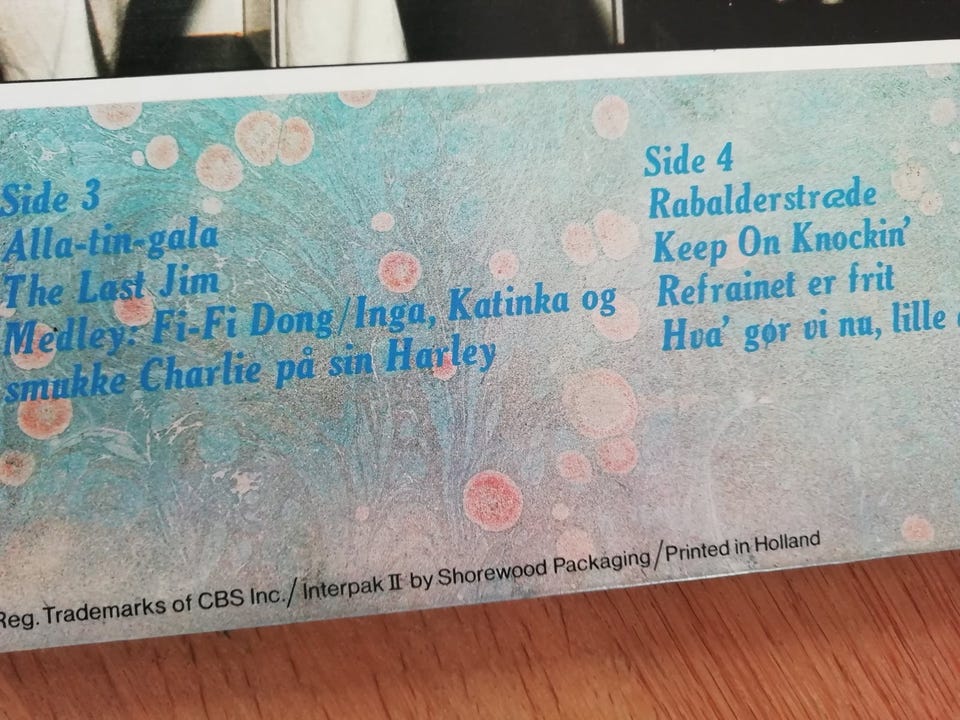 Side 3
Alla-tin-gala
The Last Jim
Medley: Fi-Fi Dong/Inga, Katinka og
smukke Charlie på sin Harley
Side 4
Rabalderstræde
Keep On Knockin'
Refrainet er frit
Hva' gør vi nu, lille
Reg. Trademarks of CBS Inc./Interpak II by Shorewood Packaging/Printed in Holland